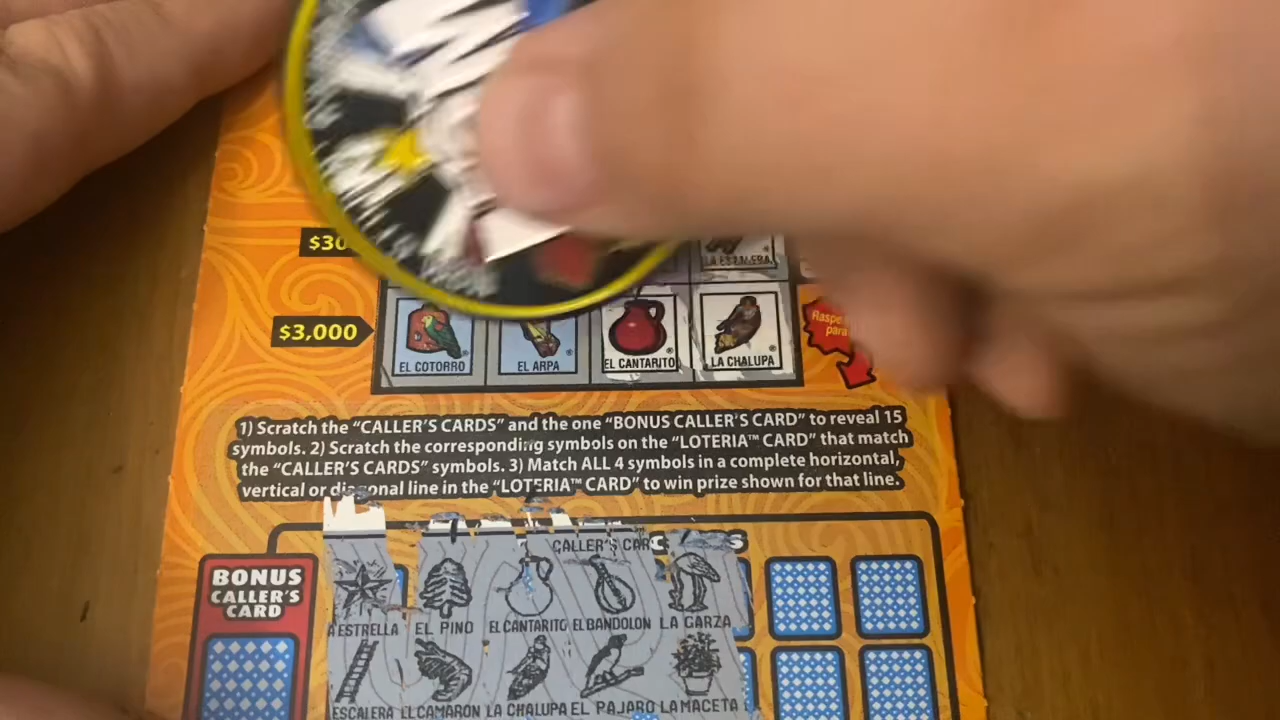 $30
LA ESCALERA
$3,000
EL COTORRO
EL ARPA
EL CANTARITO
LA CHALUPA
Raspe
para
1) Scratch the “CALLER’S CARDS” and the one “BONUS CALLER’S CARD” to reveal 15
symbols. 2) Scratch the corresponding symbols on the “LOTERIA™ CARD” that match
the “CALLER’S CARDS” symbols. 3) Match ALL 4 symbols in a complete horizontal,
vertical or diagonal line in the “LOTERIA™ CARD” to win prize shown for that line.
CALLER'S CARDS
BONUS
CALLER'S
CARD
A ESTRELLA EL PINO EL CANTARITO EL BANDOLON LA GARZA
ESCALERA EL CAMARON LA CHALUPA EL PAJARO LA MACETA